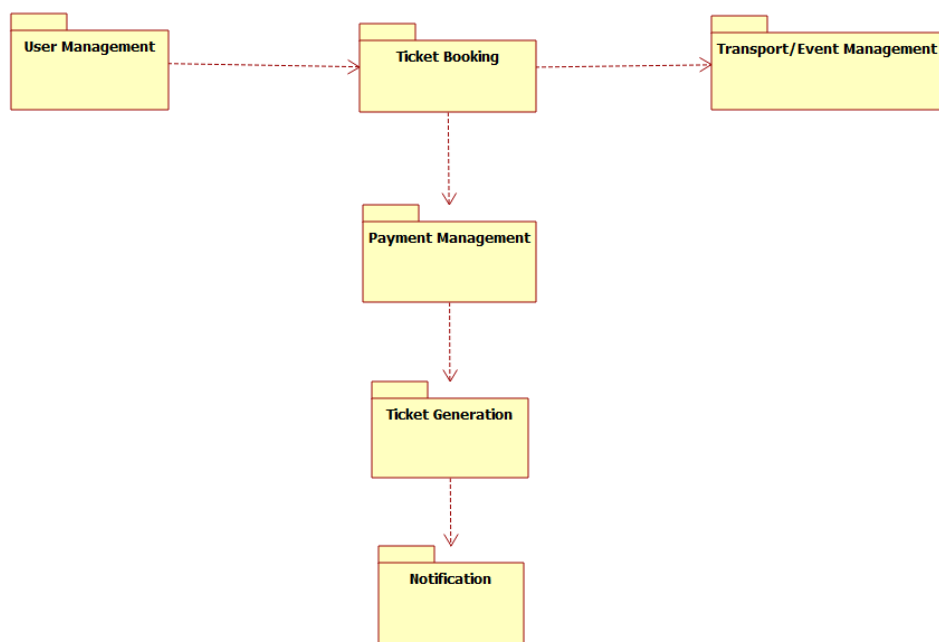 User Management
Ticket Booking
Transport/Event Management
Payment Management
Ticket Generation
Notification